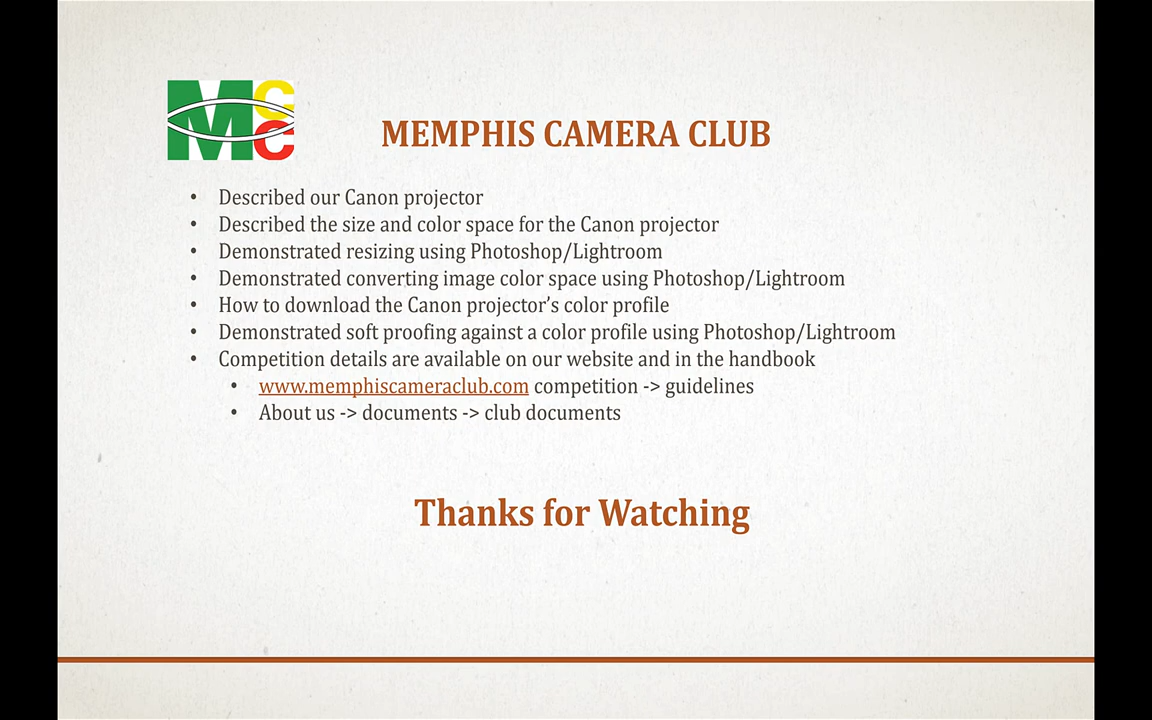 MCC
MEMPHIS CAMERA CLUB
• Described our Canon projector
• Described the size and color space for the Canon projector
• Demonstrated resizing using Photoshop/Lightroom
• Demonstrated converting image color space using Photoshop/Lightroom
• How to download the Canon projector’s color profile
• Demonstrated soft proofing against a color profile using Photoshop/Lightroom
• Competition details are available on our website and in the handbook
• www.memphiscameraclub.com competition -> guidelines
• About us -> documents -> club documents
Thanks for Watching